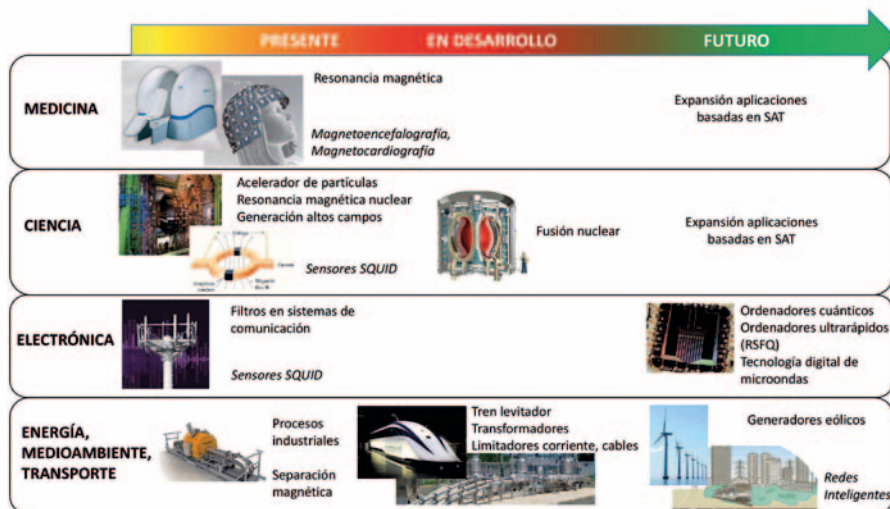 PRESENTE
EN DESARROLLO
FUTURO
MEDICINA
Resonancia magnética
Magnetoencefalografía,
Magnetocardiografía
Expansión aplicaciones
basadas en SAT
CIENCIA
Acelerador de partículas
Resonancia magnética nuclear
Generación altos campos
Sensores SQUID
Fusión nuclear
Expansión aplicaciones
basadas en SAT
ELECTRÓNICA
Filtros en sistemas de
comunicación
Sensores SQUID
Ordenadores cuánticos
Ordenadores ultrarápidos
(RSFQ)
Tecnología digital de
microondas
ENERGÍA,
MEDIOAMBIENTE,
TRANSPORTE
Procesos
industriales
Separación
magnética
Tren levitador
Transformadores
Limitadores corriente, cables
Generadores eólicos
Redes
Inteligentes